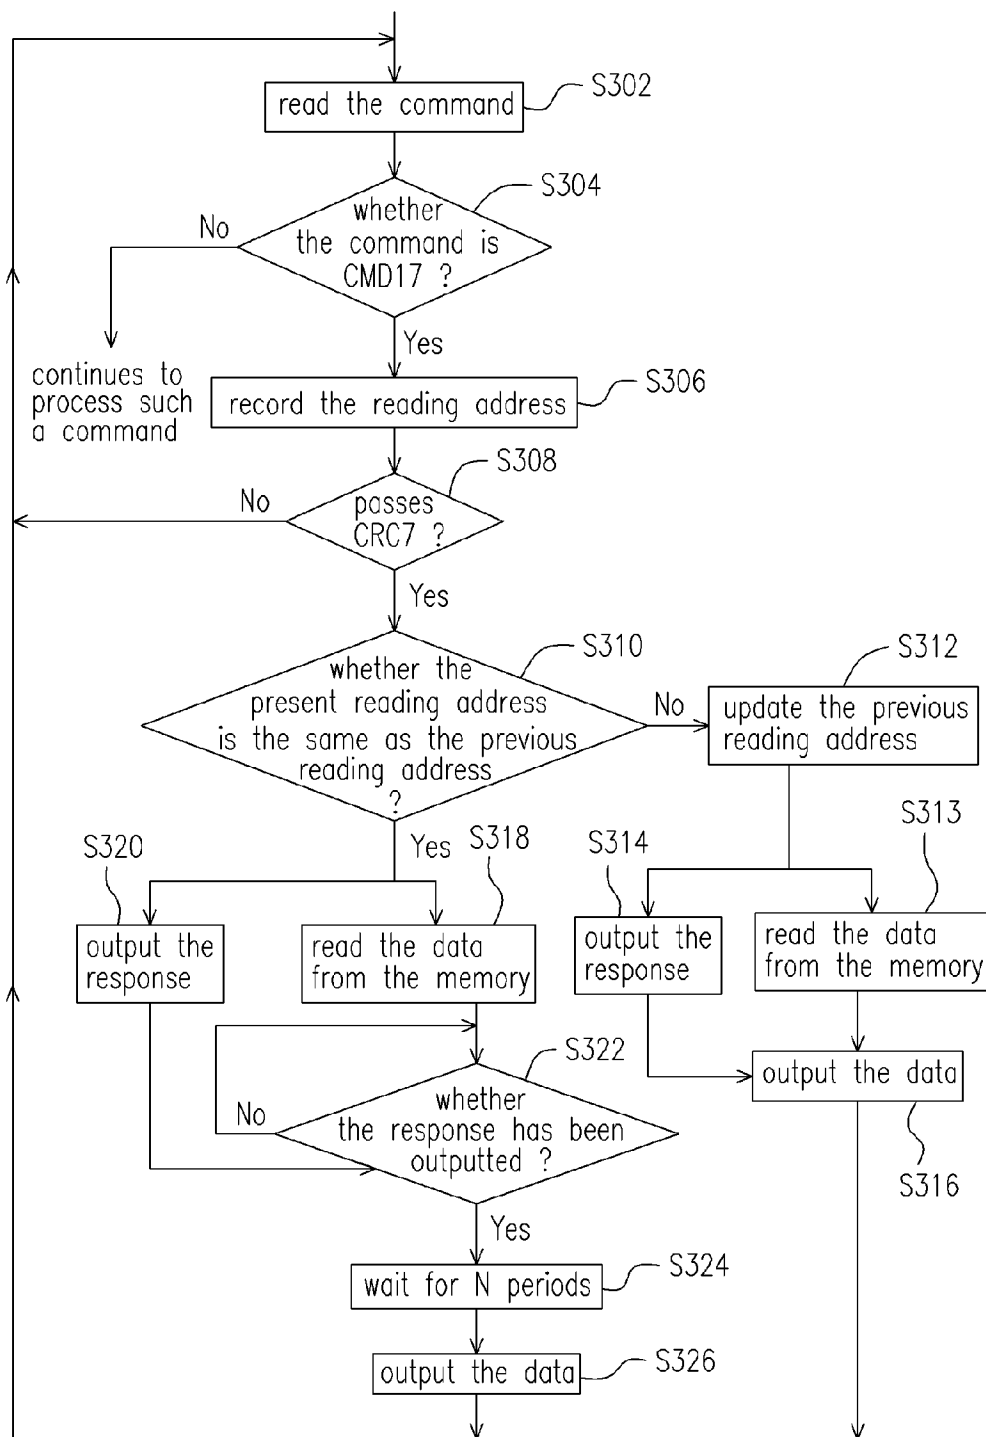 read the command
S302
S304
whether
the command is
CMD17 ?
No
Yes
continues to
process such
a command
S306
record the reading address
S308
No
passes
CRC7 ?
Yes
S310
whether the
present reading address
is the same as the previous
reading address
?
No
S312
update the previous
reading address
Yes
S320
S318
S314
S313
output the
response
read the data
from the memory
output the
response
read the data
from the memory
S322
whether
the response has been
outputted ?
No
output the data
S316
Yes
wait for N periods
S324
output the data
S326